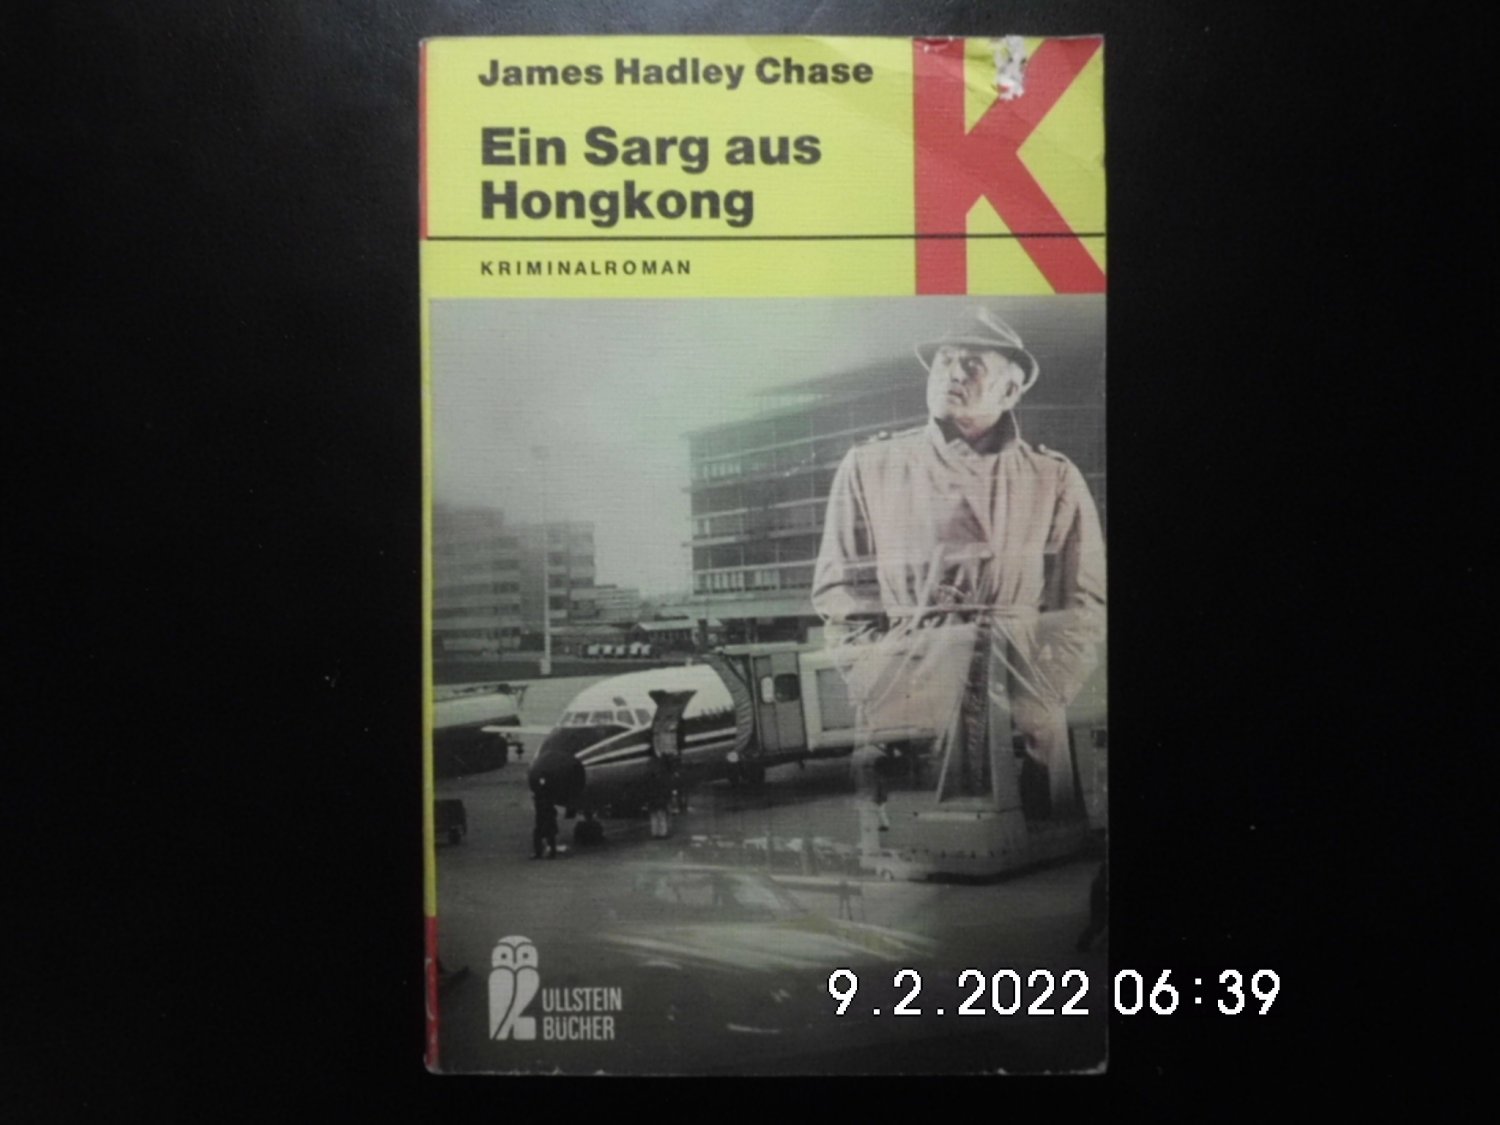 James Hadley Chase
K
Ein Sarg aus
Hongkong
KRIMINALROMAN
ULLSTEIN
BÜCHER
9.2.2022 06:39